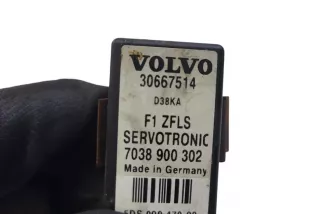 VOLVO
30667514
D38KA
F1 ZFLS
SERVOTRONIC
7038 900 302
Made in Germany